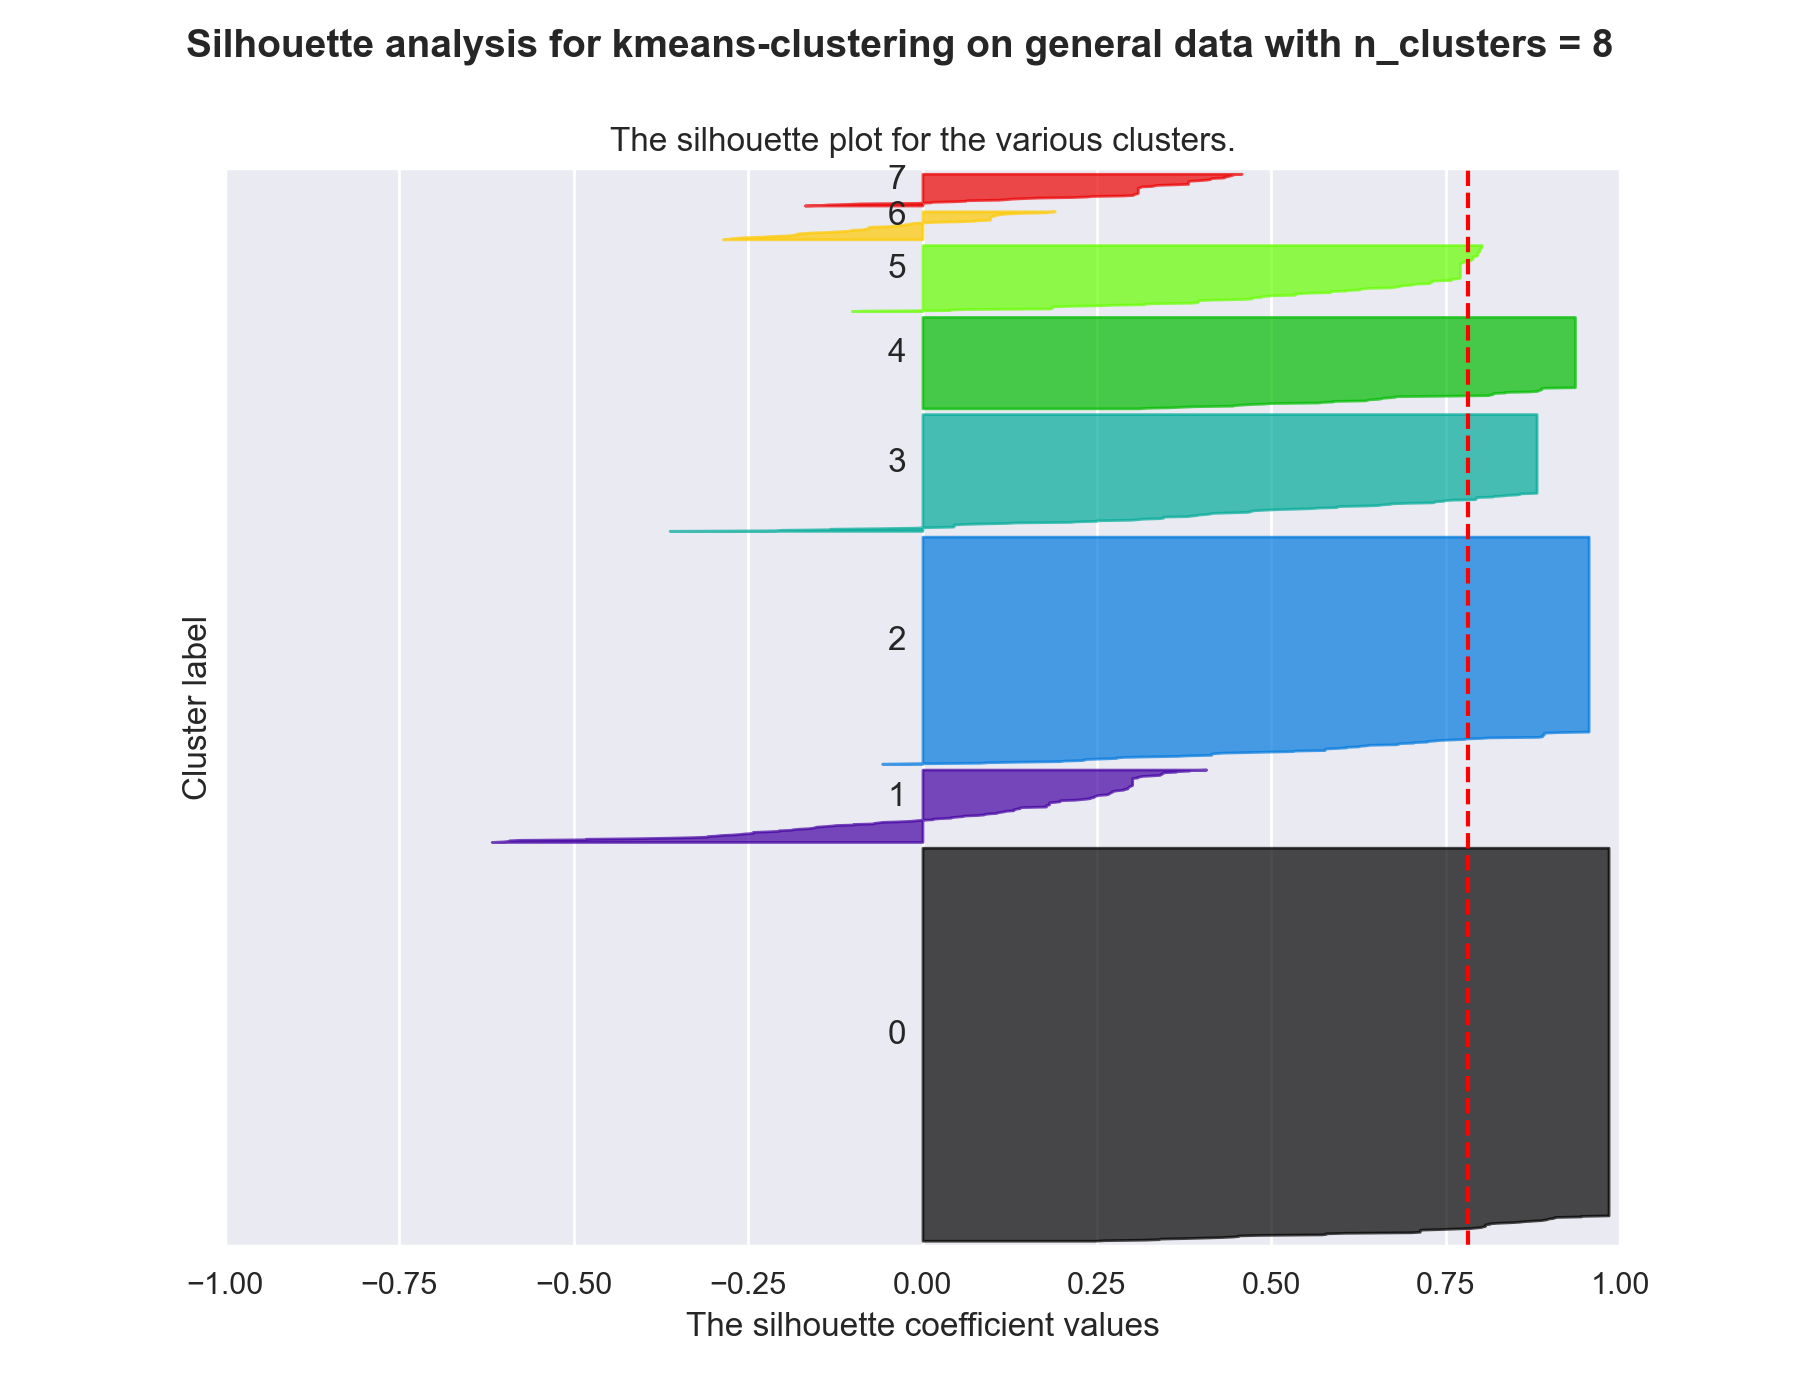 Silhouette analysis for kmeans-clustering on general data with n_clusters = 8
The silhouette plot for the various clusters.
7
6
5
4
3
2
1
0
Cluster label
−1.00 −0.75 −0.50 −0.25 0.00 0.25 0.50 0.75 1.00
The silhouette coefficient values